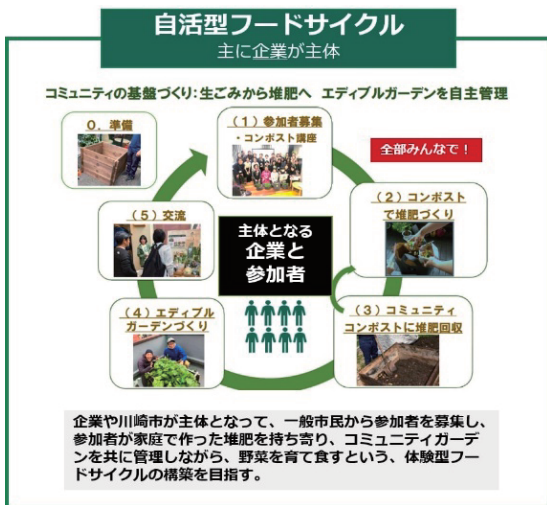 自活型フードサイクル
主に企業が主体
コミュニティの基盤づくり:生ごみから堆肥へ　エディブルガーデンを自主管理
0．準備
（1）参加者募集
・コンポスト講座
全部みんなで！
（2）コンポスト
で堆肥づくり
（3）コミュニティ
コンポストに堆肥回収
（4）エディブル
ガーデンづくり
（5）交流
主体となる
企業と
参加者
企業や川崎市が主体となって、一般市民から参加者を募集し、
参加者が家庭で作った堆肥を持ち寄り、コミュニティガーデ
ンを共に管理しながら、野菜を育て食すという、体験型フー
ドサイクルの構築を目指す。